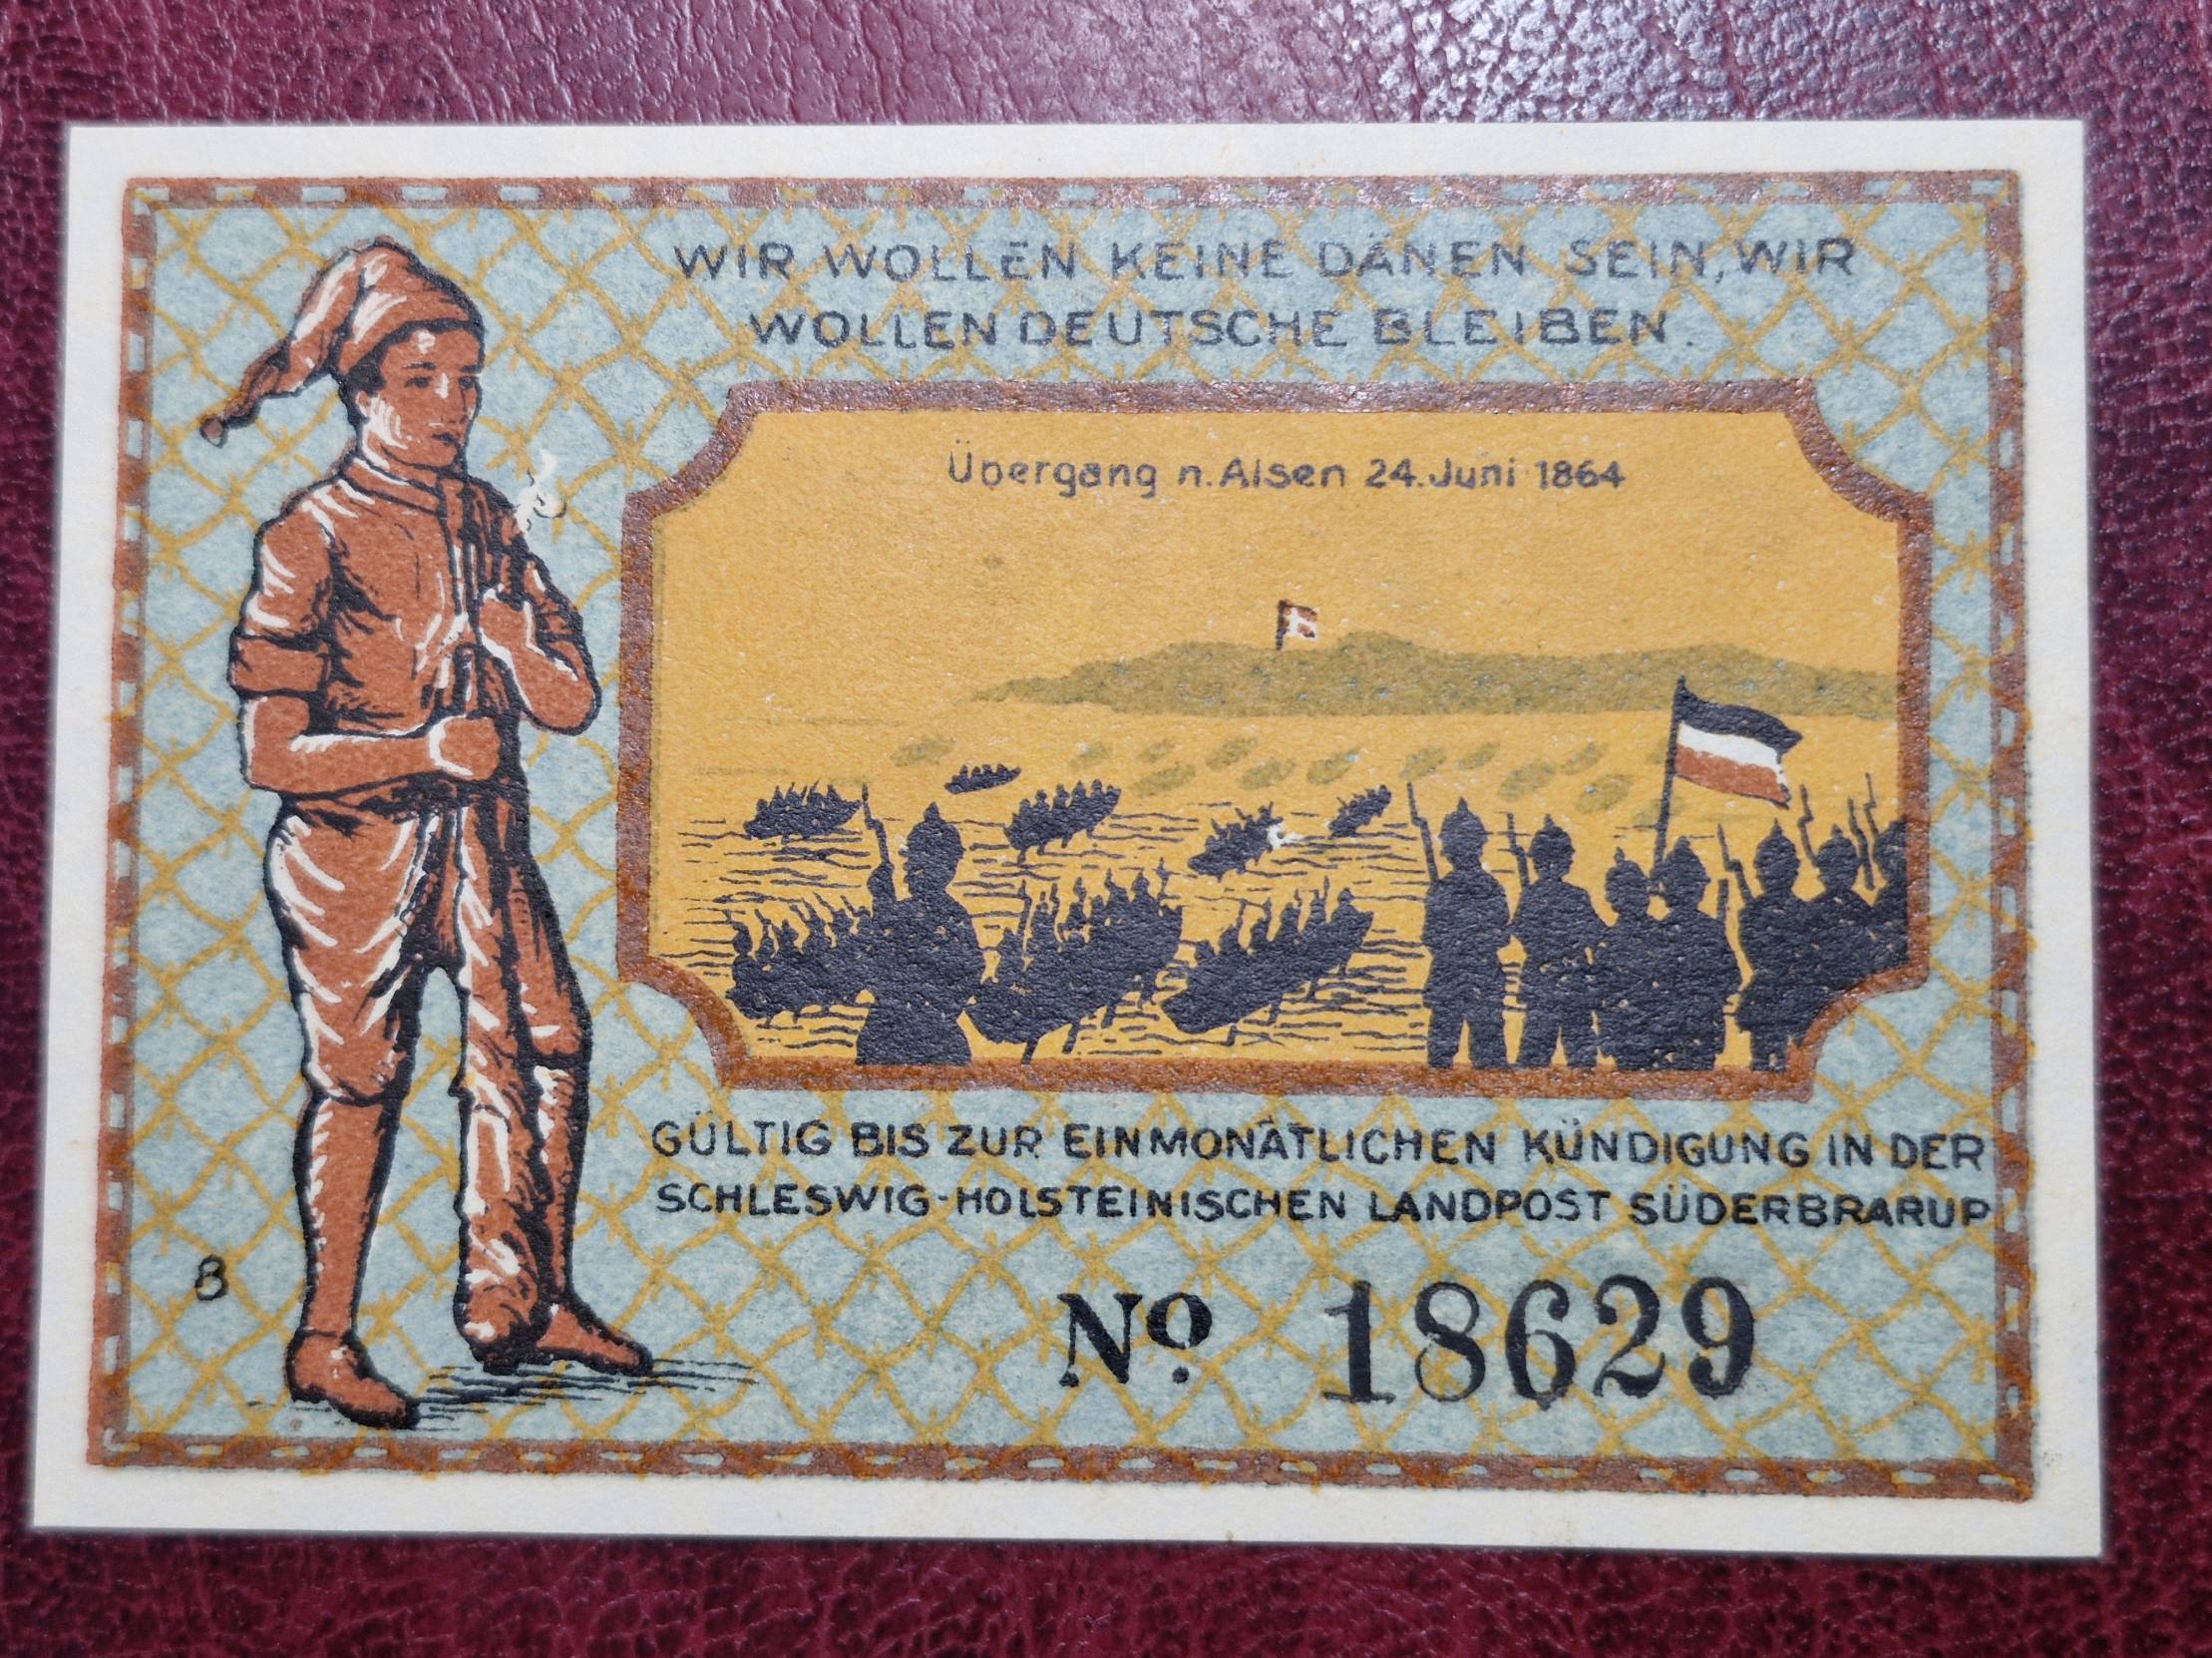 WIR WOLLEN KEINE DÄNEN SEIN, WIR
WOLLEN DEUTSCHE BLEIBEN.
Übergang n. Alsen 24. Juni 1864
GÜLTIG BIS ZUR EINMONATLICHEN KÜNDIGUNG IN DER
SCHLESWIG-HOLSTEINISCHEN LANDPOST SÜDERBRARUP
B
No 18629